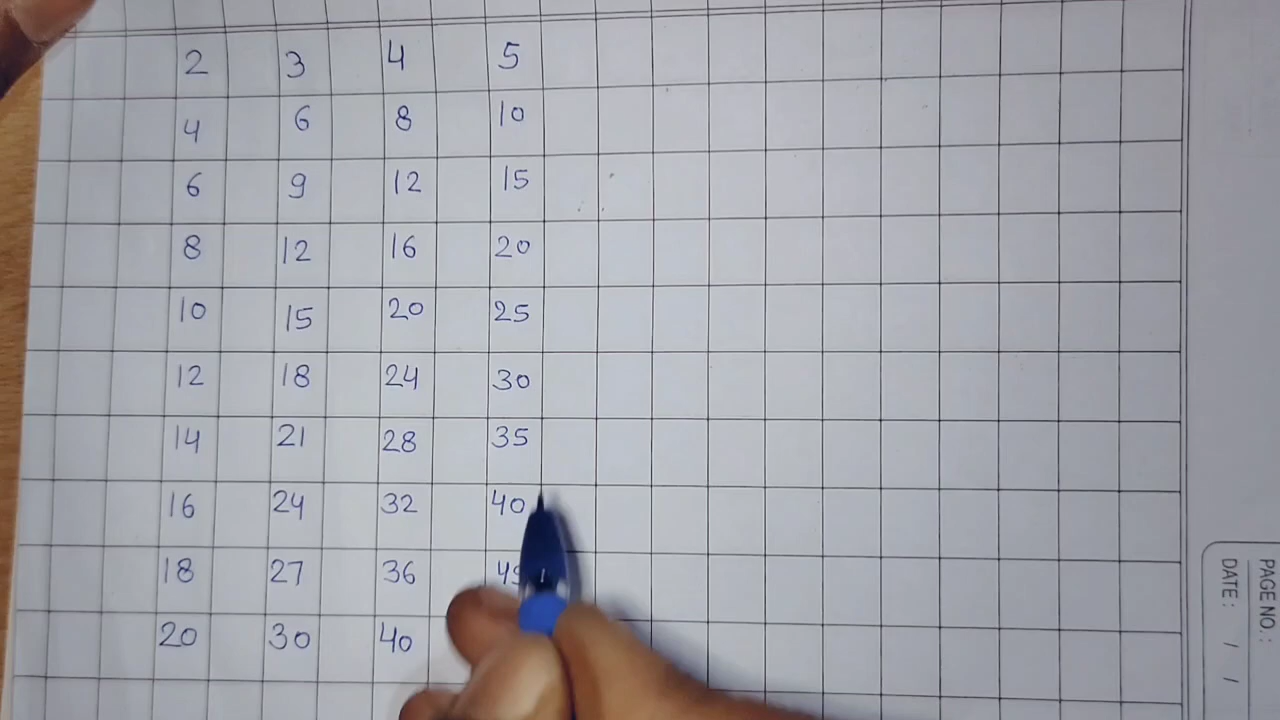 2 3 4 5
4 6 8 10
6 9 12 15
8 12 16 20
10 15 20 25
12 18 24 30
14 21 28 35
16 24 32 40
18 27 36
20 30 40
PAGE NO.:
DATE: / /